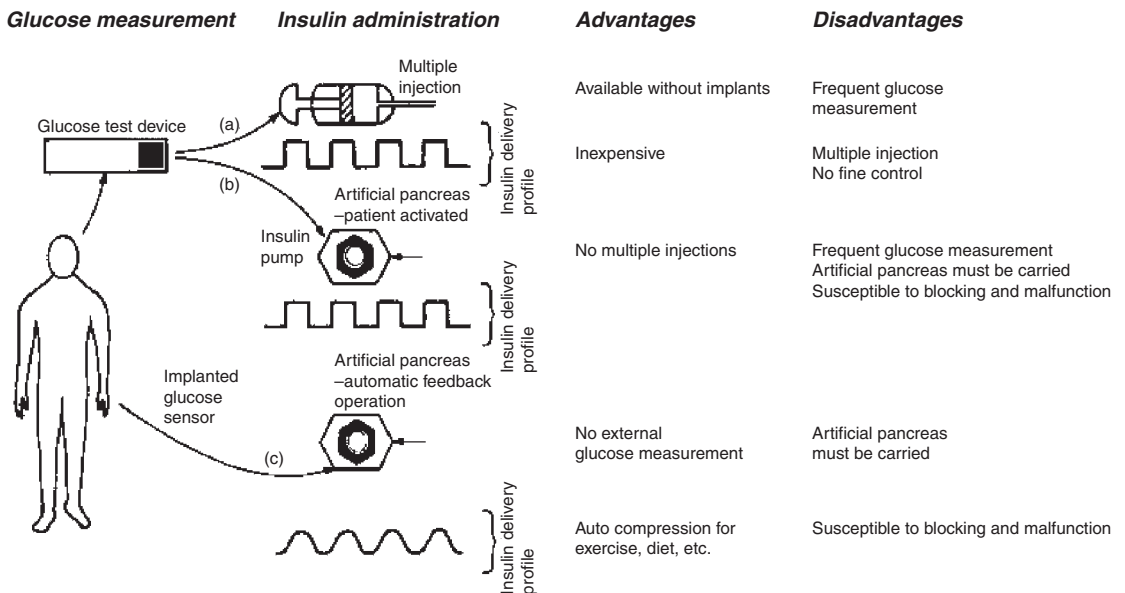 Glucose measurement
Insulin administration
Advantages
Disadvantages
Multiple
injection
Glucose test device
(a)
(b)
Insulin delivery
profile
Available without implants
Frequent glucose
measurement
Inexpensive
Multiple injection
No fine control
Artificial pancreas
–patient activated
Insulin
pump
Insulin delivery
profile
No multiple injections
Frequent glucose measurement
Artificial pancreas must be carried
Susceptible to blocking and malfunction
Implanted
glucose
sensor
(c)
Artificial pancreas
–automatic feedback
operation
No external
glucose measurement
Artificial pancreas
must be carried
Insulin delivery
profile
Auto compression for
exercise, diet, etc.
Susceptible to blocking and malfunction